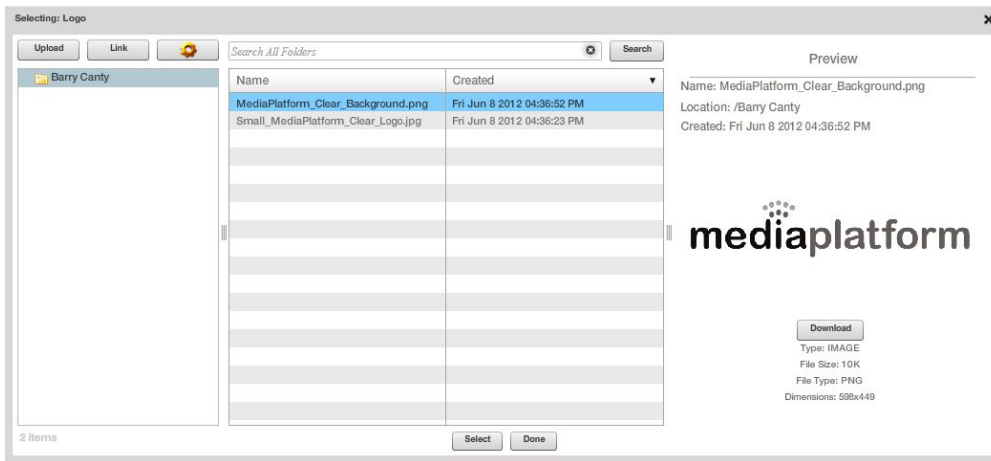 Selecting: Logo
Upload Link Search All Folders Search
Barry Canty
Name Created
MediaPlatform_Clear_Background.png Fri Jun 8 2012 04:36:52 PM
Small_MediaPlatform_Clear_Logo.jpg Fri Jun 8 2012 04:36:23 PM
2 items
Select Done
Preview
Name: MediaPlatform_Clear_Background.png
Location: /Barry Canty
Created: Fri Jun 8 2012 04:36:52 PM
mediaplatform
Download
Type: IMAGE
File Size: 10K
File Type: PNG
Dimensions: 598x449